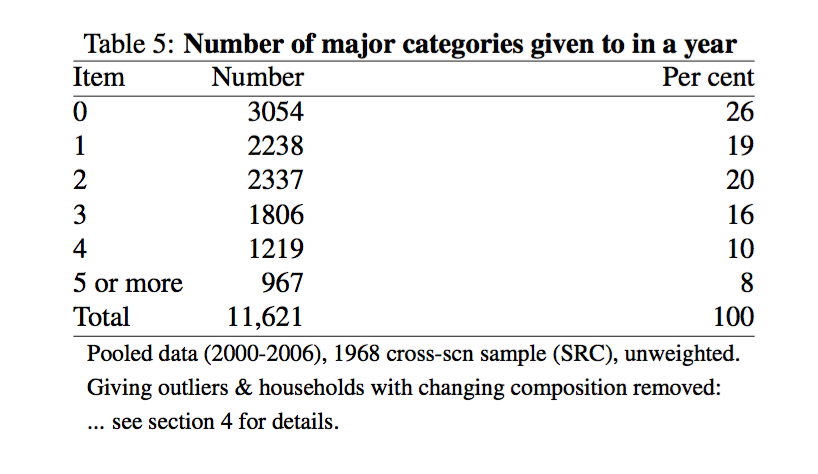 Table 5: Number of major categories given to in a year
Item Number Per cent
0 3054 26
1 2238 19
2 2337 20
3 1806 16
4 1219 10
5 or more 967 8
Total 11,621 100
Pooled data (2000-2006), 1968 cross-scn sample (SRC), unweighted.
Giving outliers & households with changing composition removed:
... see section 4 for details.